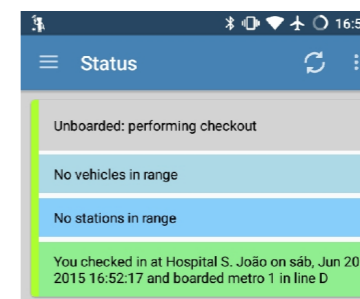 16:5
Status
Unboarded: performing checkout
No vehicles in range
No stations in range
You checked in at Hospital S. João on sáb, Jun 20
2015 16:52:17 and boarded metro 1 in line D